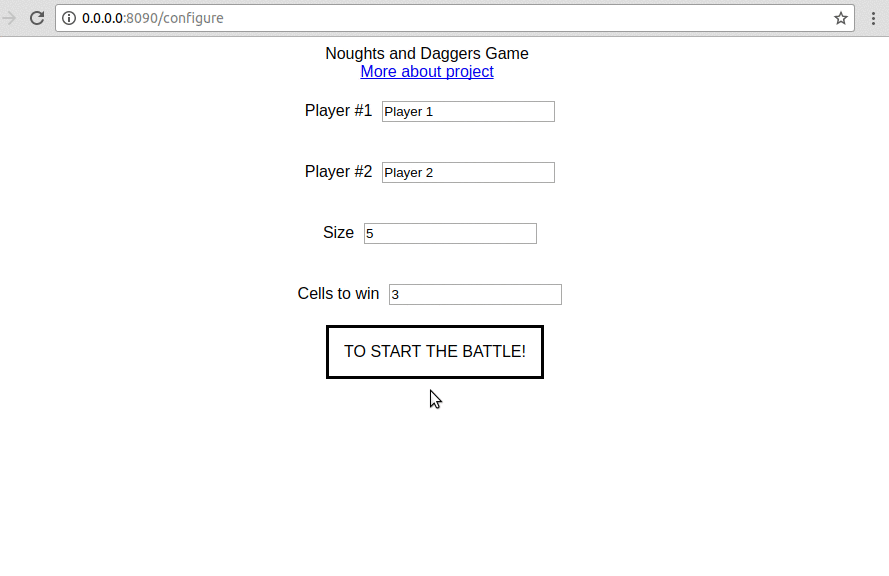 0.0.0.0:8090/configure
Noughts and Daggers Game
More about project
Player #1 Player 1
Player #2 Player 2
Size 5
Cells to win 3
TO START THE BATTLE!